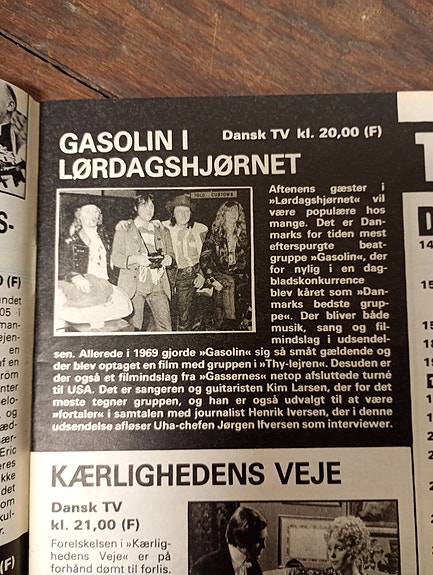 GASOLIN I
LØRDAGSHJØRNET
Dansk TV kl. 20,00 (F)
TOLD CUSTOMS
Aftenens gæster i
»Lørdagshjørnet« vil
være populære hos
mange. Det er Dan-
marks for tiden mest
efterspurgte beat-
gruppe »Gasolin«, der
for nylig i en dag-
bladskonkurrence
blev kåret som »Dan-
marks bedste grup-
pe«. Der bliver både
musik, sang og fil-
mindslag i udsendel-
sen. Allerede i 1969 gjorde »Gasolin« sig så småt gældende og
der blev optaget en film med gruppen i »Thy-lejren«. Desuden er
der også et filmindslag fra »Gassernes« netop afsluttede turné
til USA. Det er sangeren og guitaristen Kim Larsen, der for det
meste tegner gruppen, og han er også udvalgt til at være
»fortaler« i samtalen med journalist Henrik Iversen, der i denne
udsendelse afløser Uha-chefen Jørgen Ifversen som interviewer.
KÆRLIGHEDENS VEJE
Dansk TV
kl. 21,00 (F)
Forelskelsen i »Kærlig-
hedens Veje« er på
forhånd dømt til forlis.